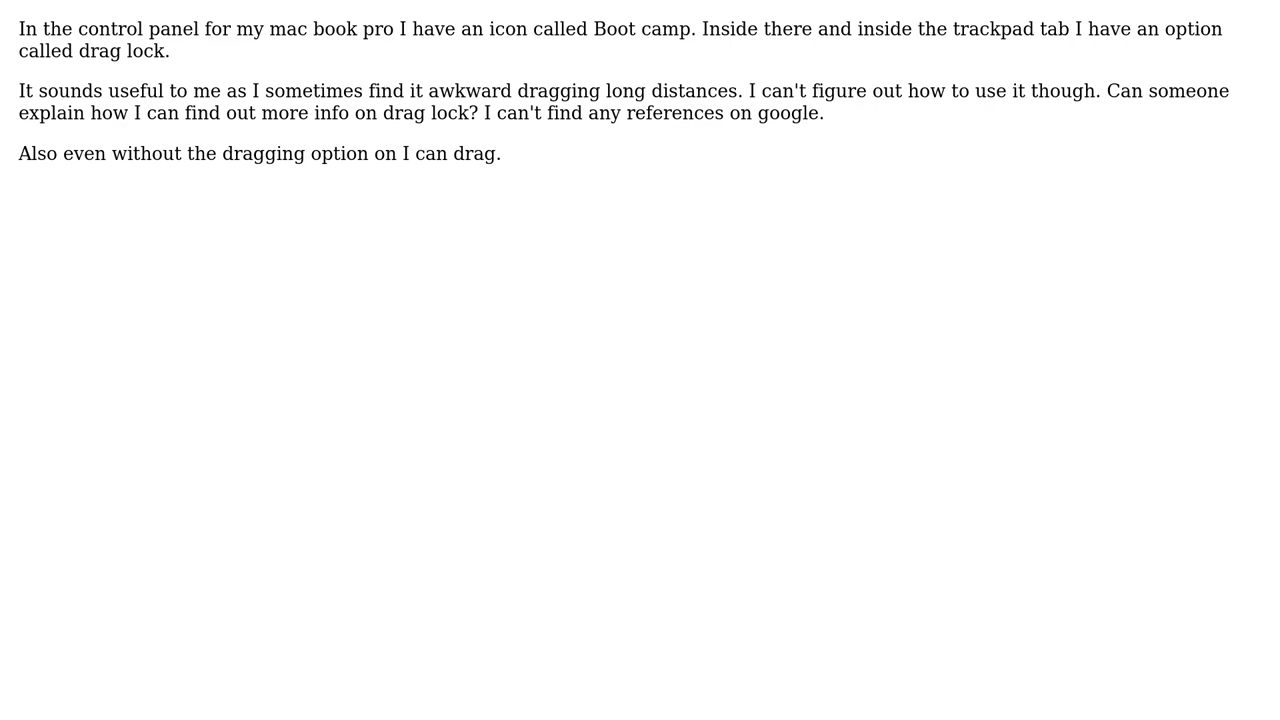 In the control panel for my mac book pro I have an icon called Boot camp. Inside there and inside the trackpad tab I have an option
called drag lock.
It sounds useful to me as I sometimes find it awkward dragging long distances. I can't figure out how to use it though. Can someone
explain how I can find out more info on drag lock? I can't find any references on google.
Also even without the dragging option on I can drag.